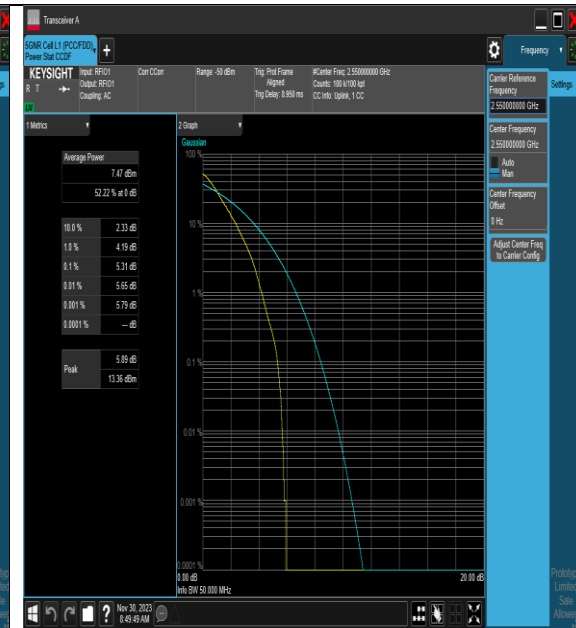 Transceiver A
5GNR Cell L1 (PCC/FDD),
Power Stat CCDF
Frequency
KEYSIGHT
R T
LXI
Input: RFIO1
Output: RFIO1
Coupling: AC
Corr CCorr
Range: -50 dBm
Trig: Prot Frame
Aligned
Trig Delay: 8.950 ms
#Center Freq: 2.550000000 GHz
Counts: 100 k/100 kpt
CC Info: Uplink, 1 CC
Carrier Reference
Frequency
2.550000000 GHz
Settings
Center Frequency
2.550000000 GHz
Auto
Man
Center Frequency
Offset
0 Hz
Adjust Center Freq
to Carrier Config
1 Metrics
Average Power
7.47 dBm
52.22 % at 0 dB
10.0 % 2.33 dB
1.0 % 4.19 dB
0.1 % 5.31 dB
0.01 % 5.65 dB
0.001 % 5.79 dB
0.0001 % --- dB
Peak
5.89 dB
13.36 dBm
2 Graph
Gaussian
100 %
10 %
1 %
0.1 %
0.01 %
0.001 %
0.0001 %
0.00 dB
20.00 dB
Info BW 50.000 MHz
Nov 30, 2023
8:49:49 AM
Limited
Sale